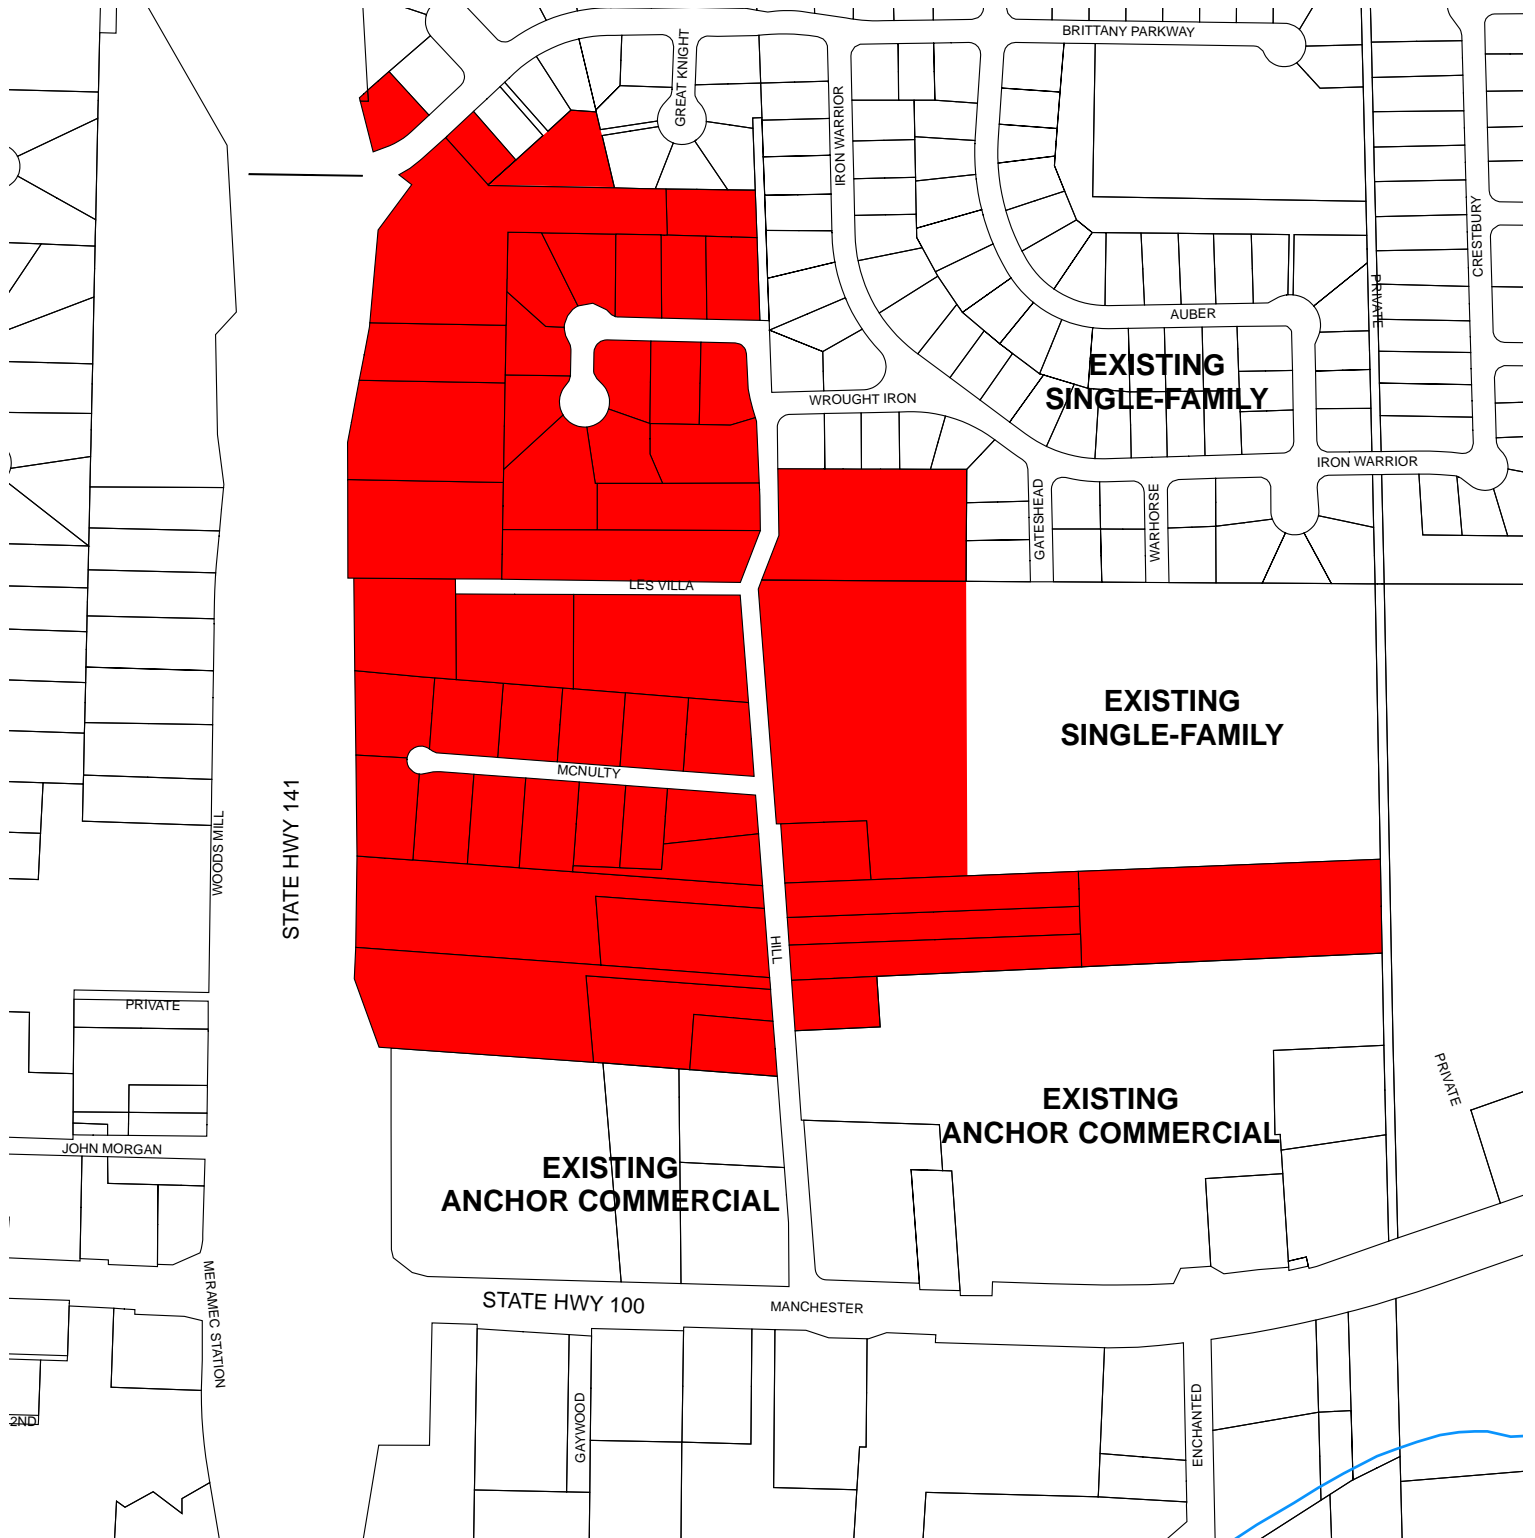 BRITTANY PARKWAY
GREAT KNIGHT
IRON WARRIOR
CRESTBURY
PRIVATE
AUBER
EXISTING
SINGLE-FAMILY
WROUGHT IRON
IRON WARRIOR
GATESHEAD
WARHORSE
LES VILLA
EXISTING
SINGLE-FAMILY
MCNULTY
WOODS MILL
STATE HWY 141
HILL
PRIVATE
PRIVATE
EXISTING
ANCHOR COMMERCIAL
JOHN MORGAN
EXISTING
ANCHOR COMMERCIAL
MERAMEC STATION
STATE HWY 100
MANCHESTER
GAYWOOD
ENCHANTED
2ND